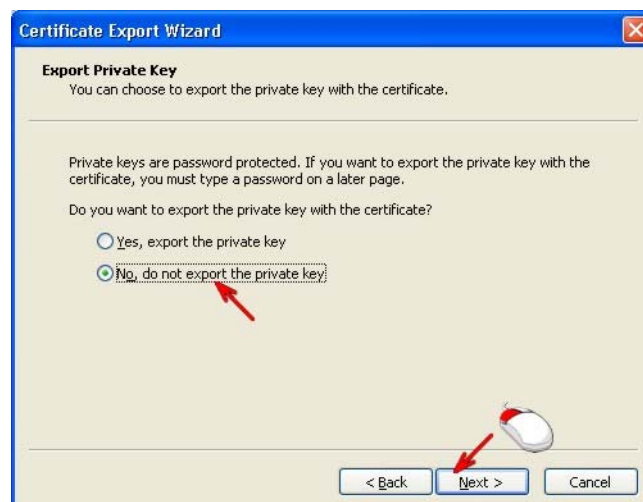 Certificate Export Wizard
Export Private Key
You can choose to export the private key with the certificate.
Private keys are password protected. If you want to export the private key with the
certificate, you must type a password on a later page.
Do you want to export the private key with the certificate?
Yes, export the private key
No, do not export the private key
< Back
Next >
Cancel